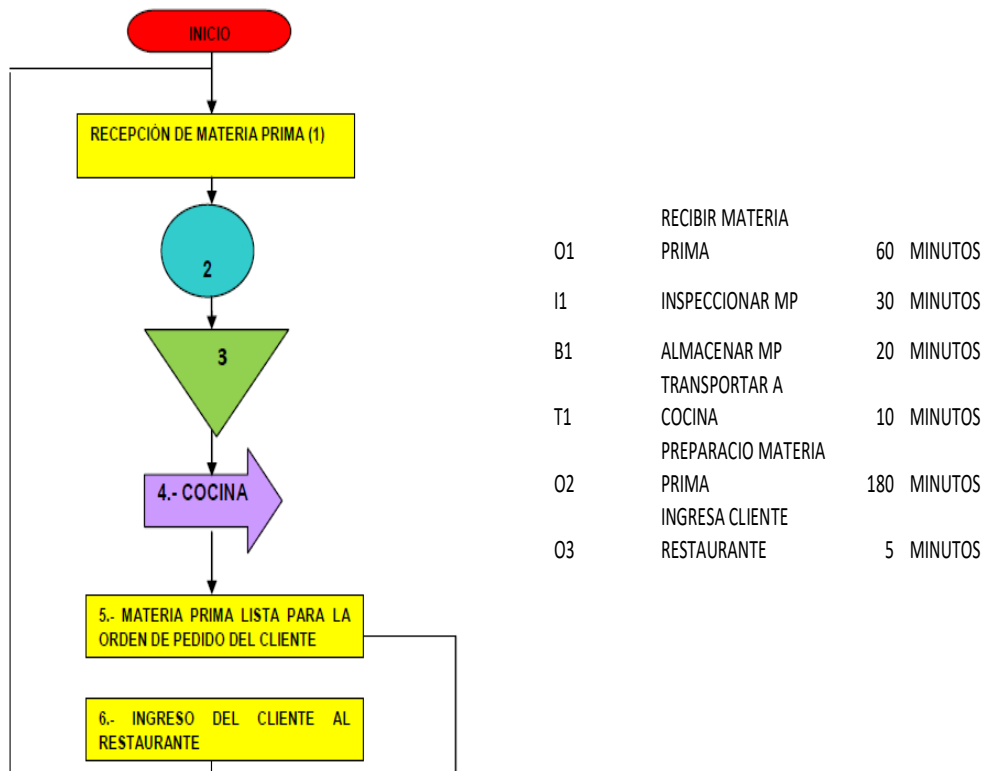 INICIO
RECEPCIÓN DE MATERIA PRIMA (1)
2
3
4.- COCINA
5.- MATERIA PRIMA LISTA PARA LA
ORDEN DE PEDIDO DEL CLIENTE
6.- INGRESO DEL CLIENTE AL
RESTAURANTE
RECIBIR MATERIA
O1 PRIMA 60 MINUTOS
I1 INSPECCIONAR MP 30 MINUTOS
B1 ALMACENAR MP 20 MINUTOS
TRANSPORTAR A
T1 COCINA 10 MINUTOS
PREPARACIO MATERIA
O2 PRIMA 180 MINUTOS
INGRESA CLIENTE
O3 RESTAURANTE 5 MINUTOS